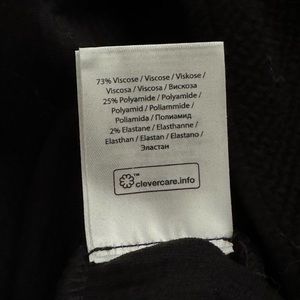 73% Viscose / Viscose / Viskose /
Viscosa / Viscosa / Вискоза
25% Polyamide / Polyamide /
Polyamid / Poliammide /
Poliamida / Полиамид
2% Elastane / Elasthanne /
Elasthan / Elastan / Elastano /
Эластан
™
clevercare.info